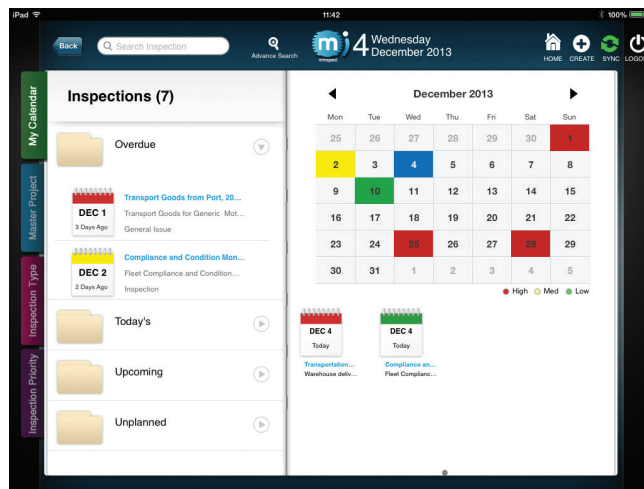 iPad
11:42
100%
Back
Search Inspection
Advance Search
mi
minspool
4 Wednesday
December 2013
HOME
CREATE
SYNC
LOGOU
My Calendar
Master Project
Inspection Type
Inspection Priority
Inspections (7)
Overdue
DEC 1
3 Days Ago
Transport Goods from Port, 20...
Transport Goods for Generic Mot...
General Issue
DEC 2
2 Days Ago
Compliance and Condition Mon...
Fleet Compliance and Condition...
Inspection
Today's
Upcoming
Unplanned
December 2013
Mon Tue Wed Thu Fri Sat Sun
25 26 27 28 29 30 1
2 3 4 5 6 7 8
9 10 11 12 13 14 15
16 17 18 19 20 21 22
23 24 25 26 27 28 29
30 31 1 2 3 4 5
High Med Low
DEC 4
Today
Transportation...
Warehouse deliv...
DEC 4
Today
Compliance an...
Fleet Complianc...